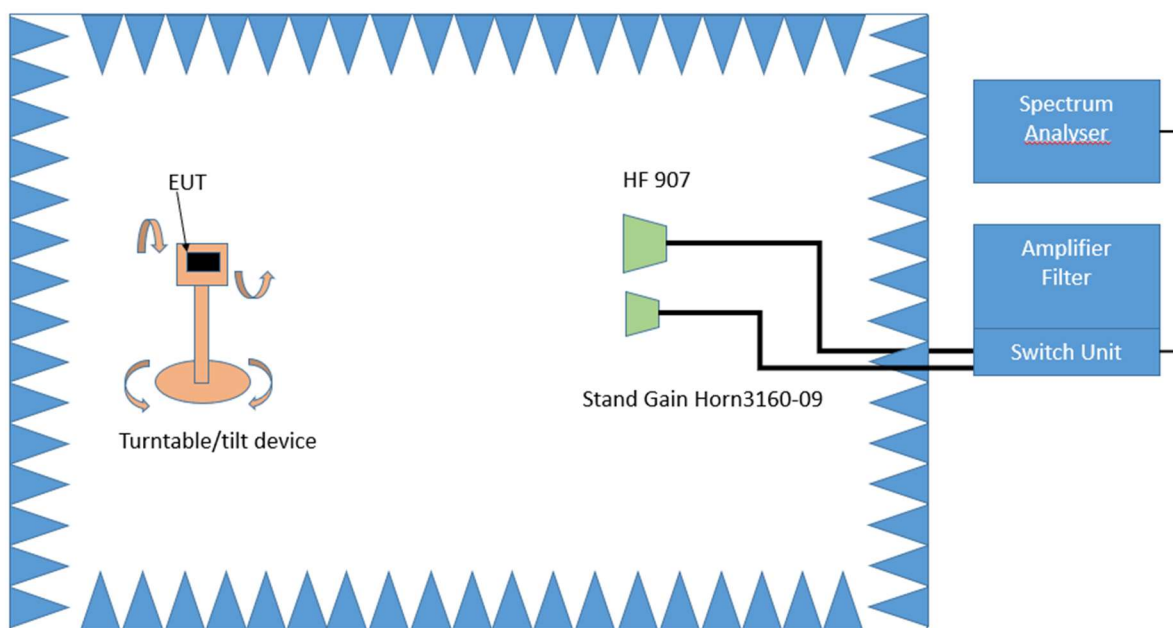 Spectrum
Analyser
EUT
HF 907
Amplifier
Filter
Switch Unit
Stand Gain Horn3160-09
Turntable/tilt device